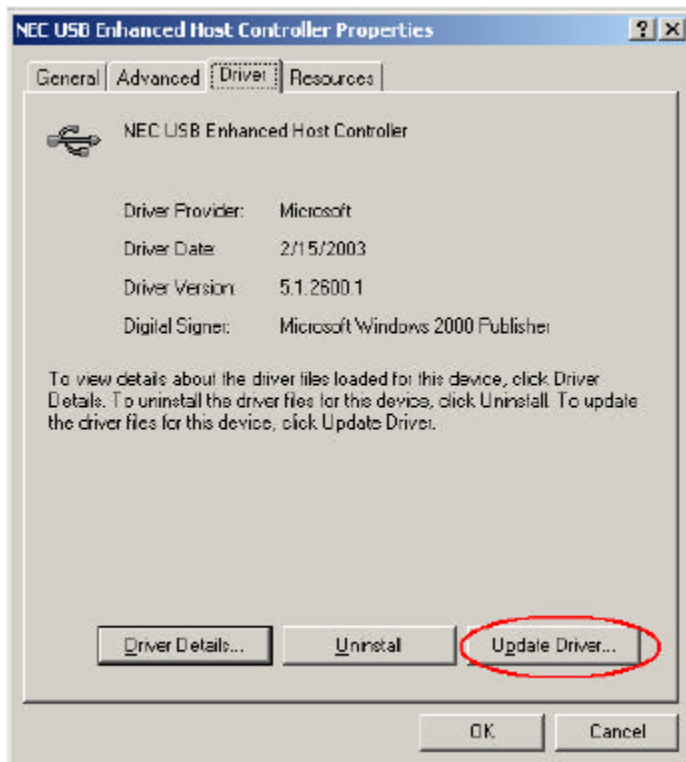 NEC USB Enhanced Host Controller Properties
General Advanced Driver Resources
NEC USB Enhanced Host Controller
Driver Provider: Microsoft
Driver Date: 2/15/2003
Driver Version: 5.1.2600.1
Digital Signer: Microsoft Windows 2000 Publisher
To view details about the driver files loaded for this device, click Driver
Details. To uninstall the driver files for this device, click Uninstall. To update
the driver files for this device, click Update Driver.
Driver Details... Uninstall Update Driver...
OK Cancel